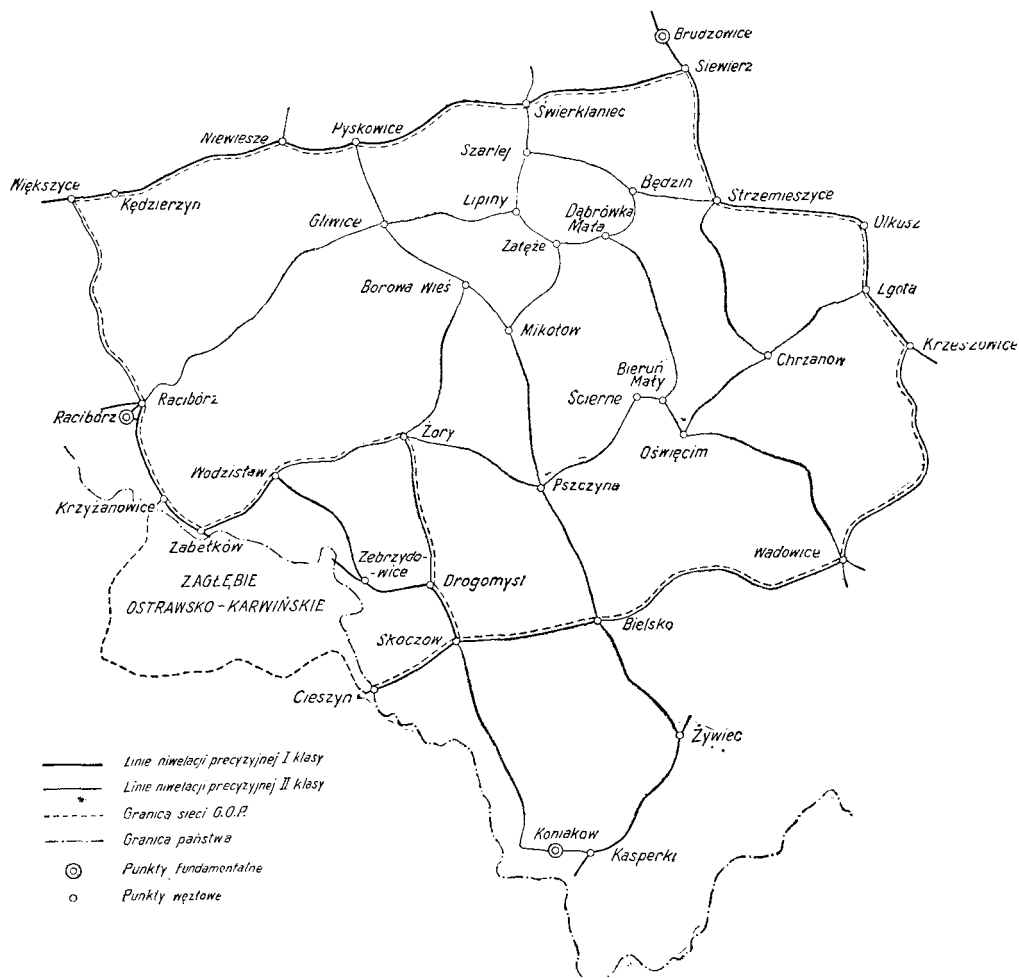 Brudzowice
Siewierz
Świerklaniec
Niewiesze
Pyskowice
Szarlej
Większyce
Kędzierzyn
Będzin
Strzemieszyce
Lipiny
Dąbrówka
Mała
Olkusz
Gliwice
Załęże
Borowa Wieś
Lgota
Mikołów
Krzeszowice
Chrzanów
Bieruń
Mały
Ścierne
Racibórz
Racibórz
Żory
Oświęcim
Wodzisław
Pszczyna
Krzyżanowice
Zabełków
Wadowice
Zebrzydo-
-wice
Drogomyśl
ZAGŁĘBIE
OSTRAWSKO-KARWIŃSKIE
Bielsko
Skoczów
Cieszyn
Żywiec
Linie niwelacji precyzyjnej I klasy
Linie niwelacji precyzyjnej II klasy
Granica sieci G.O.P.
Granica państwa
Koniaków
Kasperki
Punkty fundamentalne
Punkty węzłowe